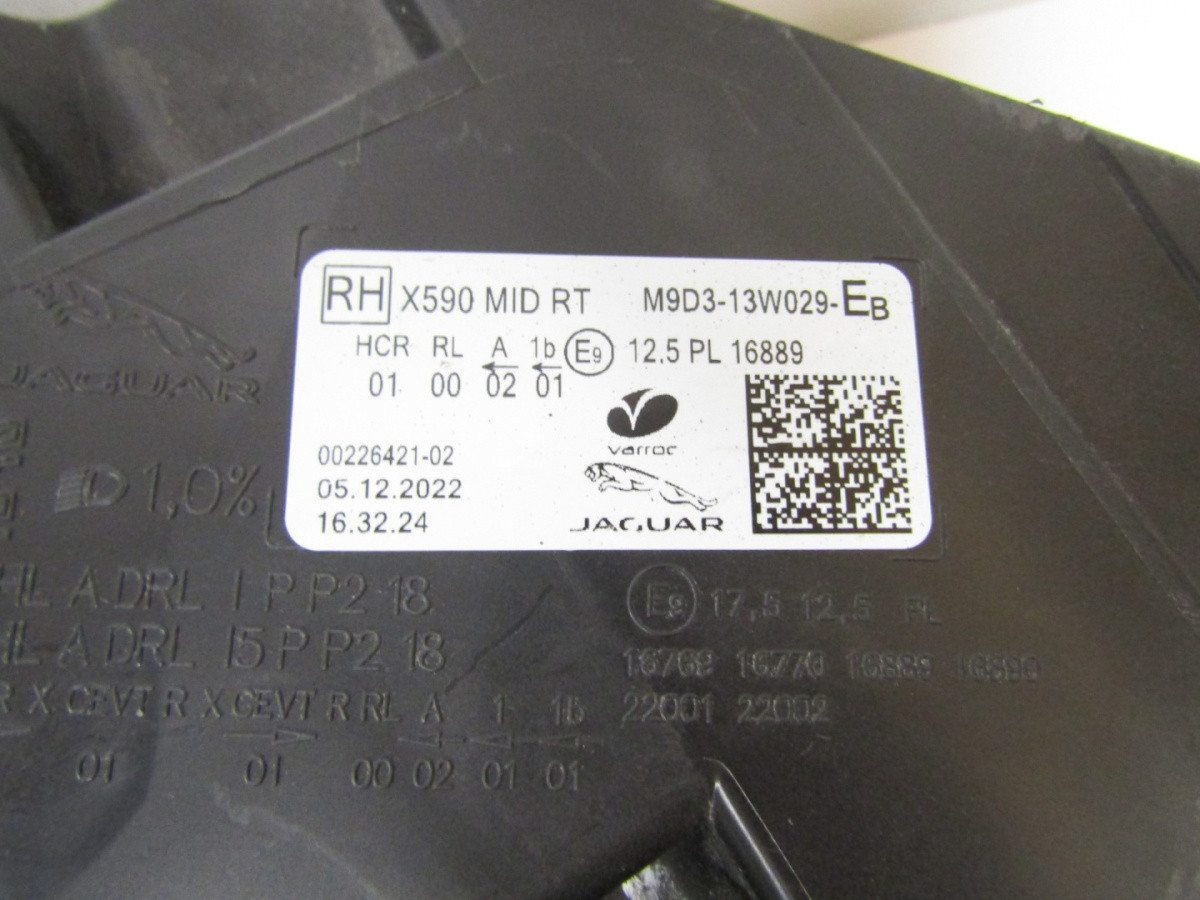 RH X590 MID RT M9D3-13W029-EB
HCR RL A 1b E9 12,5 PL 16889
01 00 02 01
varroc
00226421-02
05.12.2022
16.32.24
JAGUAR
JAGUAR
1,0%
HL A DRL 1 P P2 18
HL A DRL 15 P P2 18
R X CEVT R X CEVT R RL A 1 1b
01 01 00 02 01 01
E9 17,5 12,5 PL
16769 16770 16889 16890
22001 22002